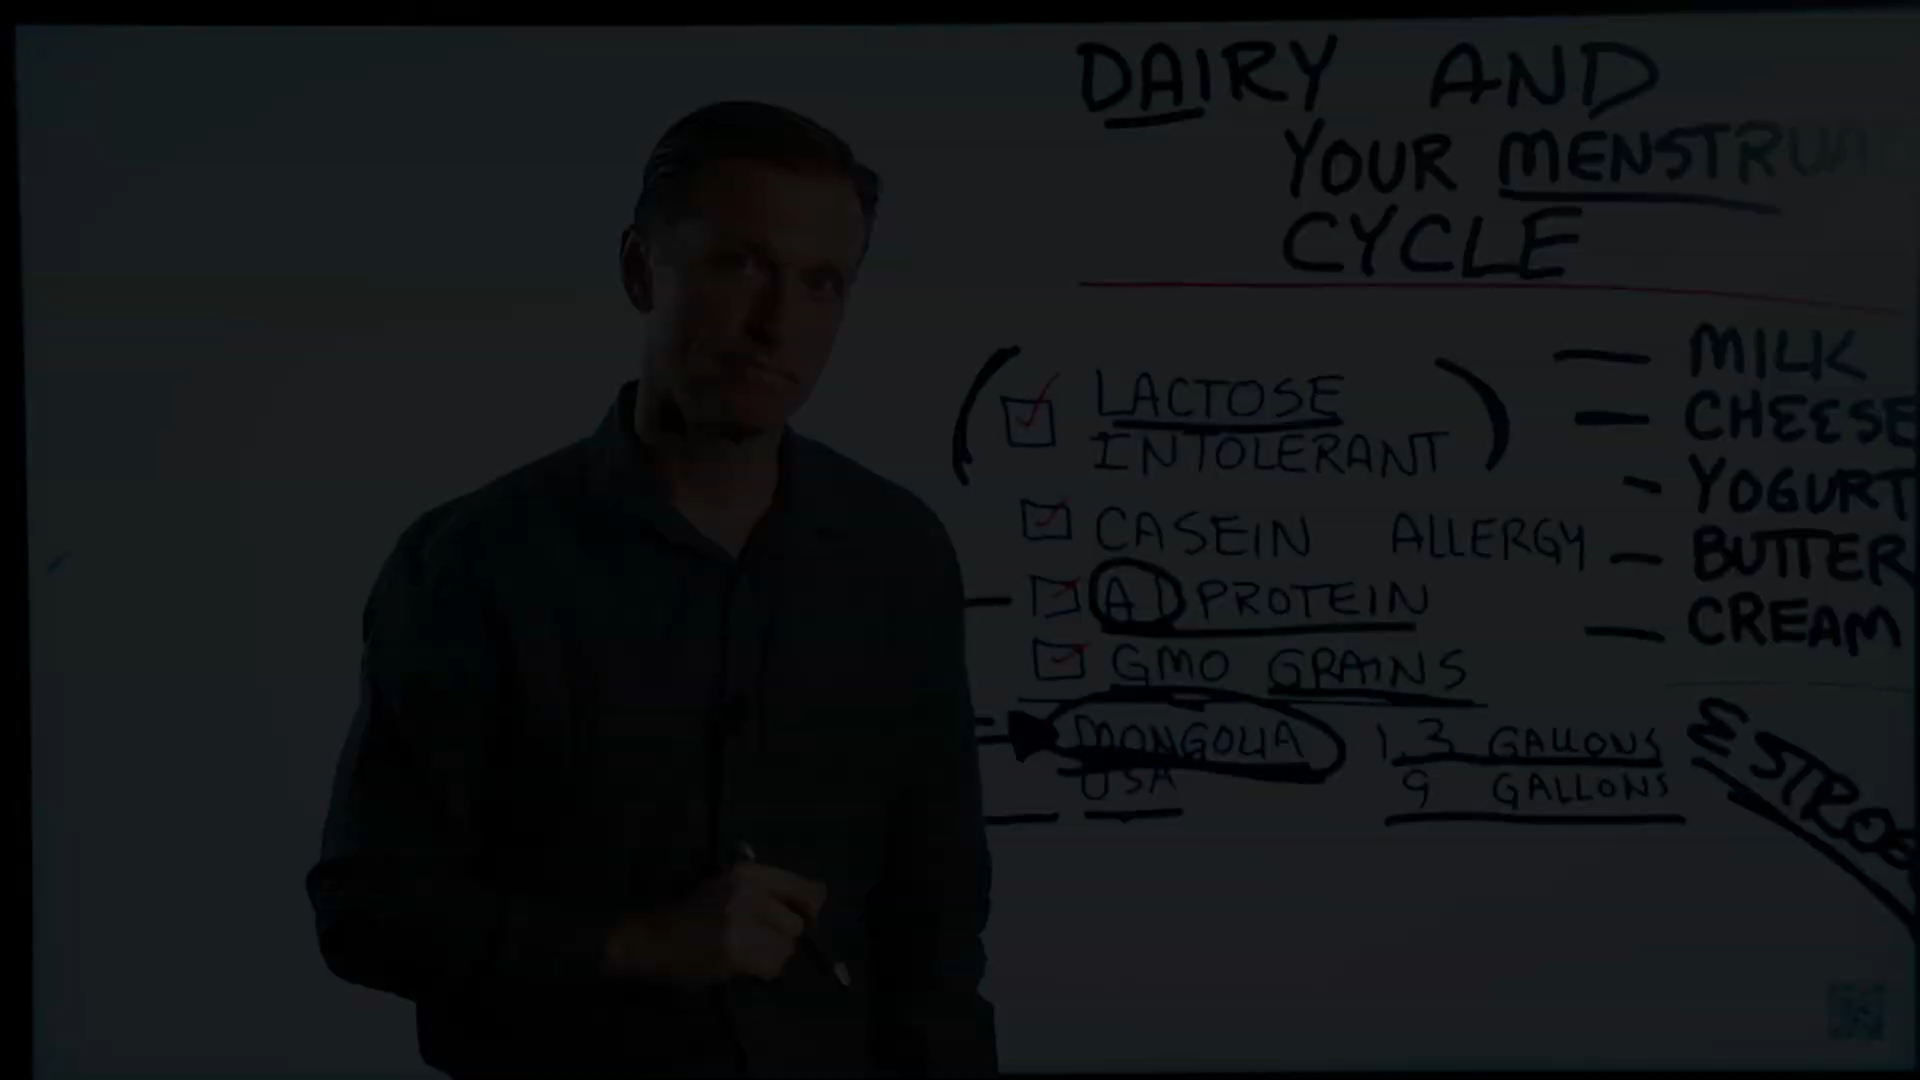 DAIRY AND
YOUR MENSTRUA
CYCLE
LACTOSE
INTOLERANT
CASEIN ALLERGY
A1 PROTEIN
GMO GRAINS
MONGOLIA 1.3 GALLONS
USA 9 GALLONS
— MILK
— CHEESE
— YOGURT
— BUTTER
— CREAM
ESTROG